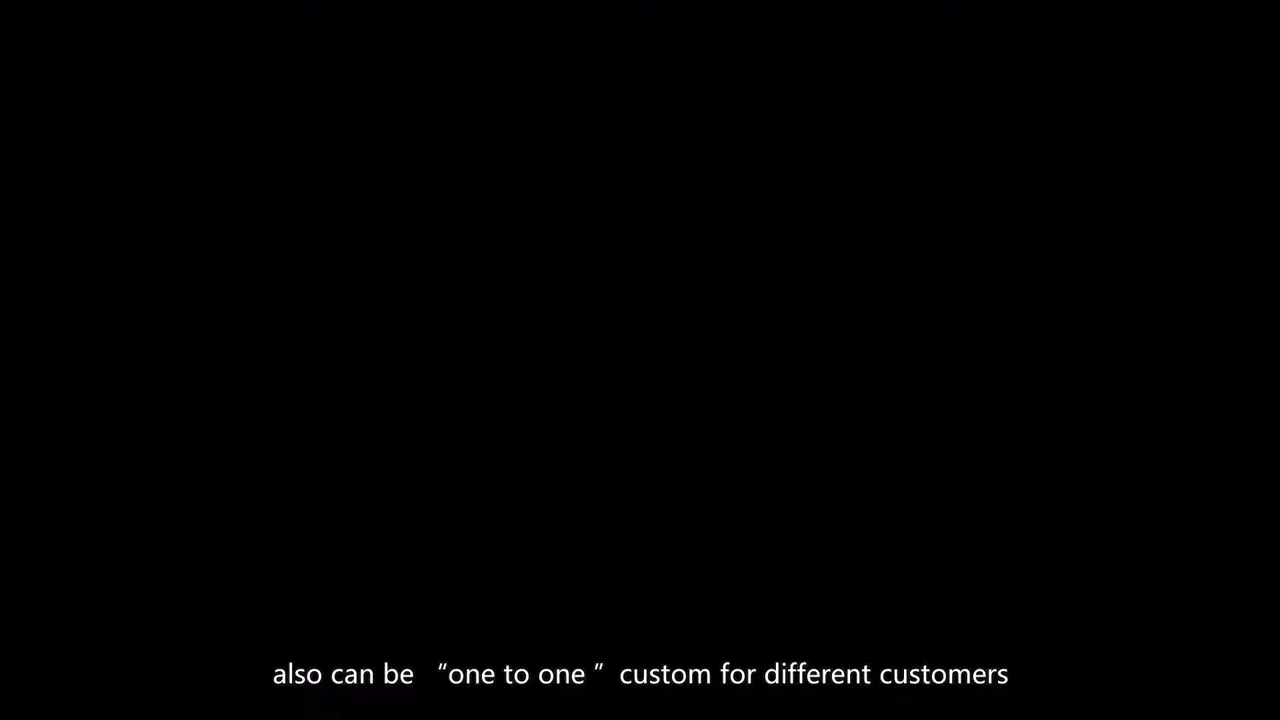 also can be “one to one ” custom for different customers